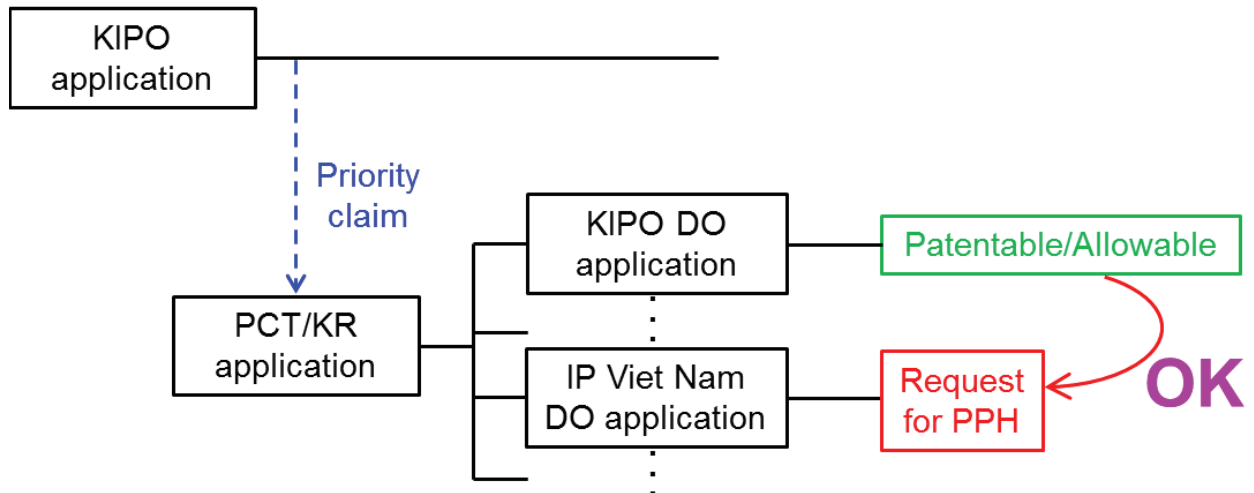 KIPO
application
Priority
claim
KIPO DO
application
Patentable/Allowable
PCT/KR
application
IP Viet Nam
DO application
Request
for PPH
OK